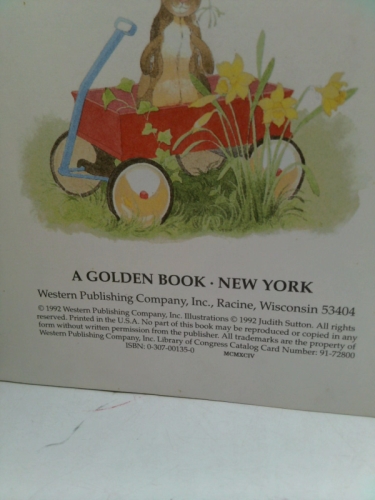 A GOLDEN BOOK · NEW YORK
Western Publishing Company, Inc., Racine, Wisconsin 53404
© 1992 Western Publishing Company, Inc. Illustrations © 1992 Judith Sutton. All rights
reserved. Printed in the U.S.A. No part of this book may be reproduced or copied in any
form without written permission from the publisher. All trademarks are the property of
Western Publishing Company, Inc. Library of Congress Catalog Card Number: 91-72800
ISBN: 0-307-00135-0 MCMXCIV